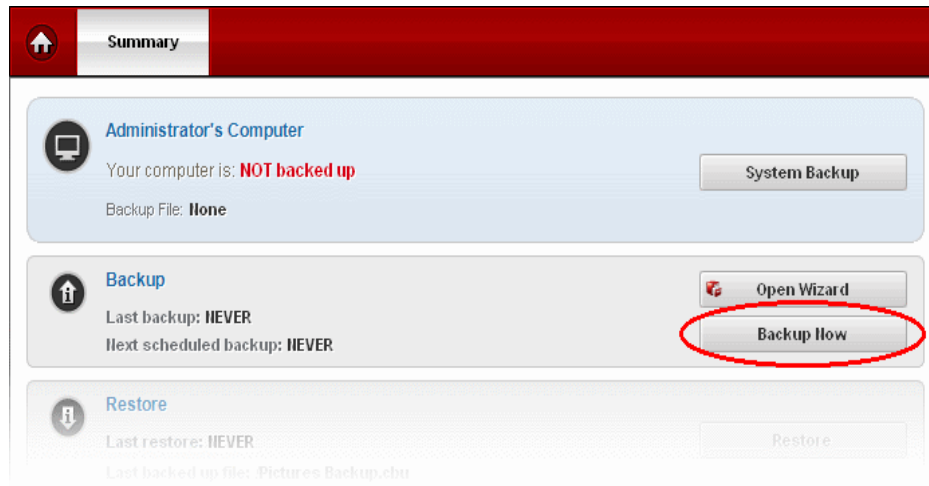 Summary
Administrator's Computer
Your computer is: NOT backed up
System Backup
Backup File: None
Backup
Open Wizard
Last backup: NEVER
Backup Now
Next scheduled backup: NEVER
Restore
Last restore: NEVER
Restore
Last backed up file: Pictures Backup.cbu